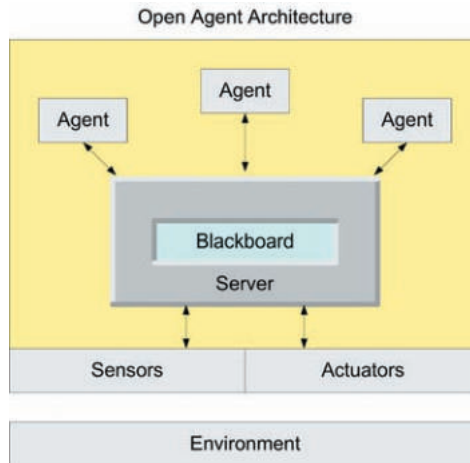 Open Agent Architecture
Agent
Agent
Agent
Blackboard
Server
Sensors
Actuators
Environment